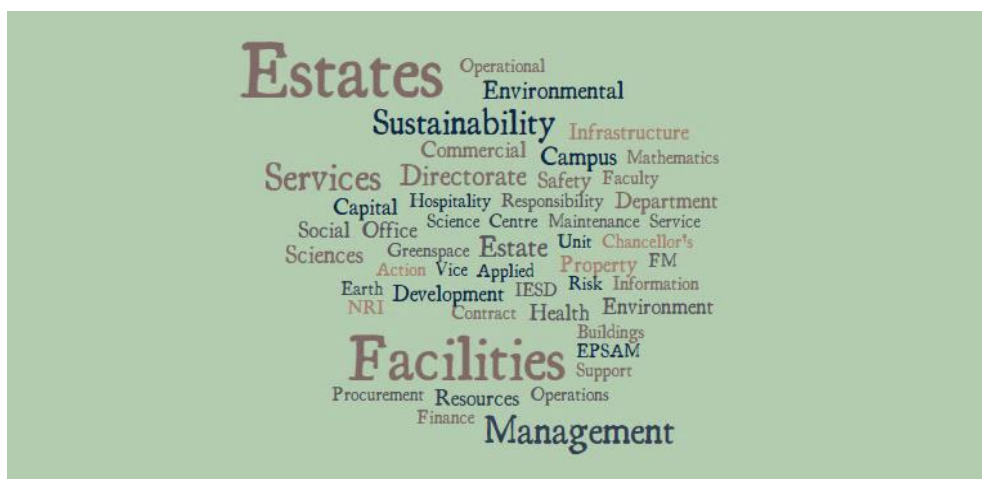 Estates Operational
Environmental
Sustainability Infrastructure
Commercial Campus Mathematics
Services Directorate Safety Faculty
Capital Hospitality Responsibility Department
Social Office Science Centre Maintenance Service
Sciences Greenspace Estate Unit Chancellor's
Action Vice Applied Property FM
Earth Development IESD Risk Information
NRI Contract Health Environment
Buildings
Facilities EPSAM
Support
Procurement Resources Operations
Finance Management